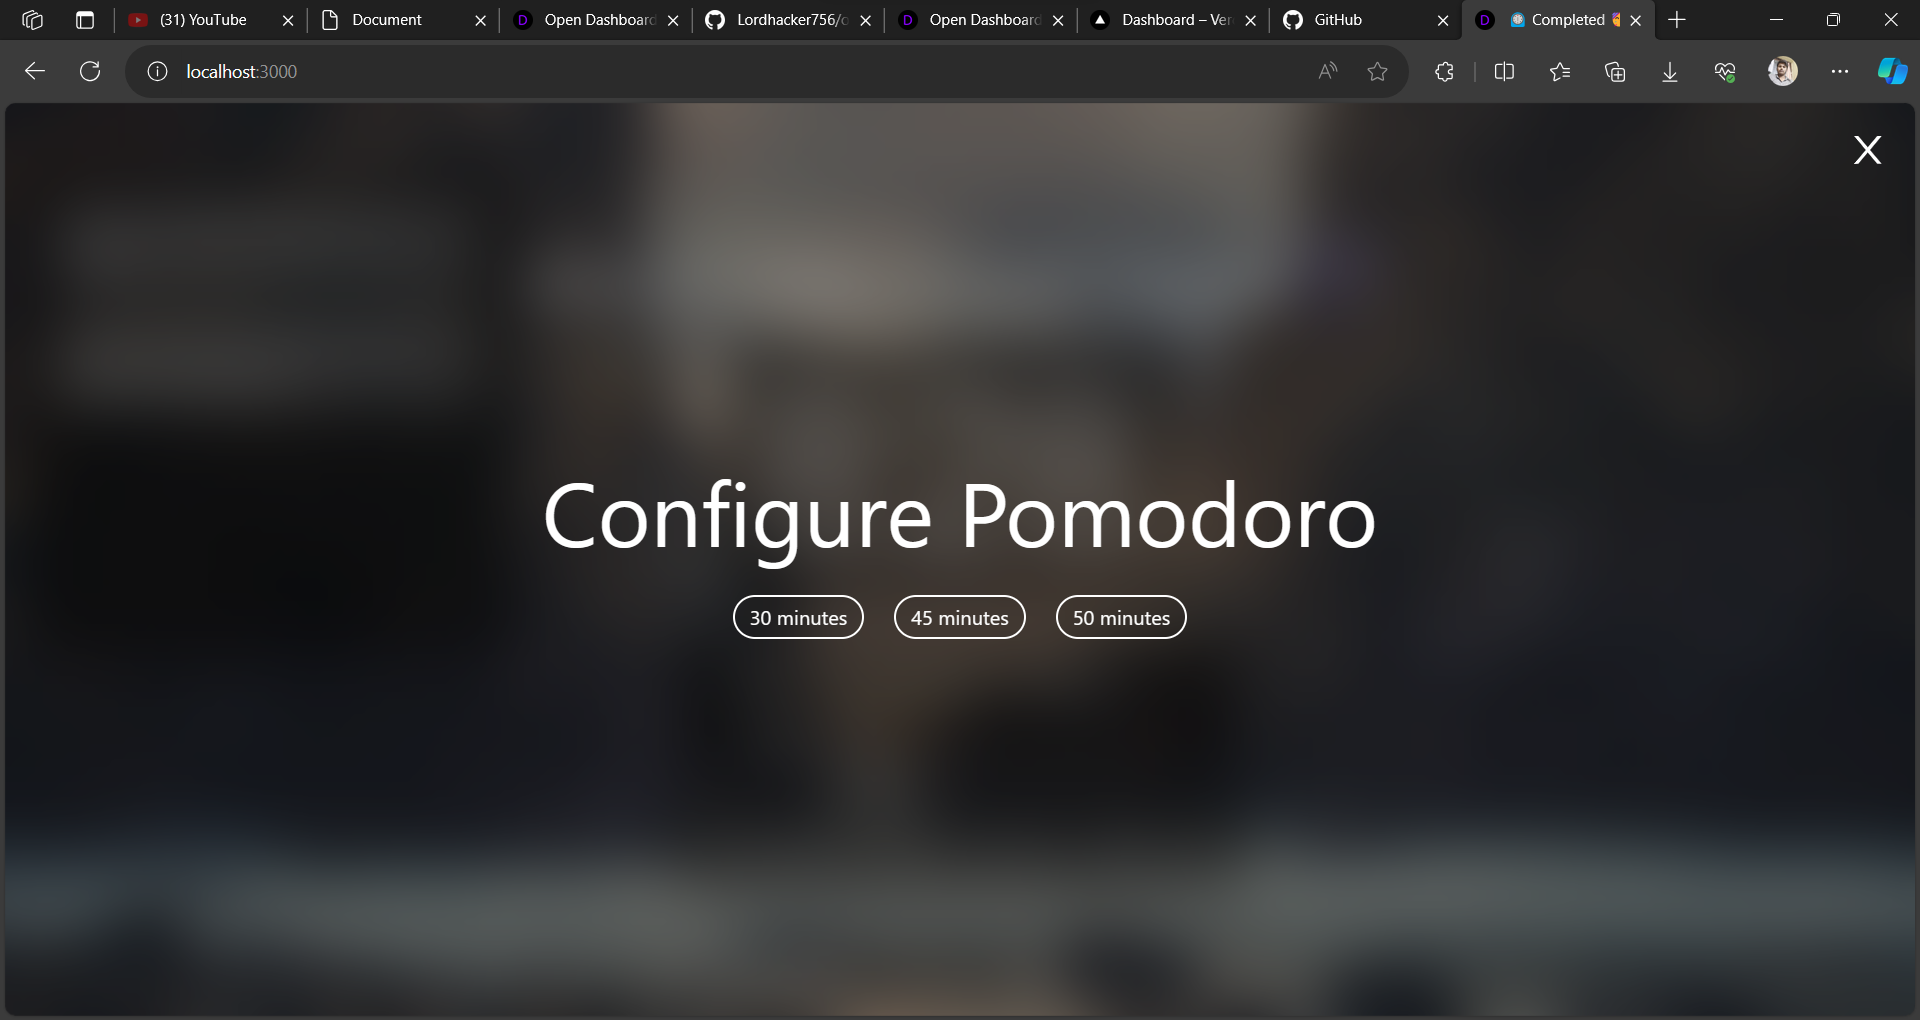 (31) YouTube
Document
Open Dashboard
Lordhacker756/o
Open Dashboard
Dashboard – Ver
GitHub
Completed
localhost:3000
X
Configure Pomodoro
30 minutes 45 minutes 50 minutes